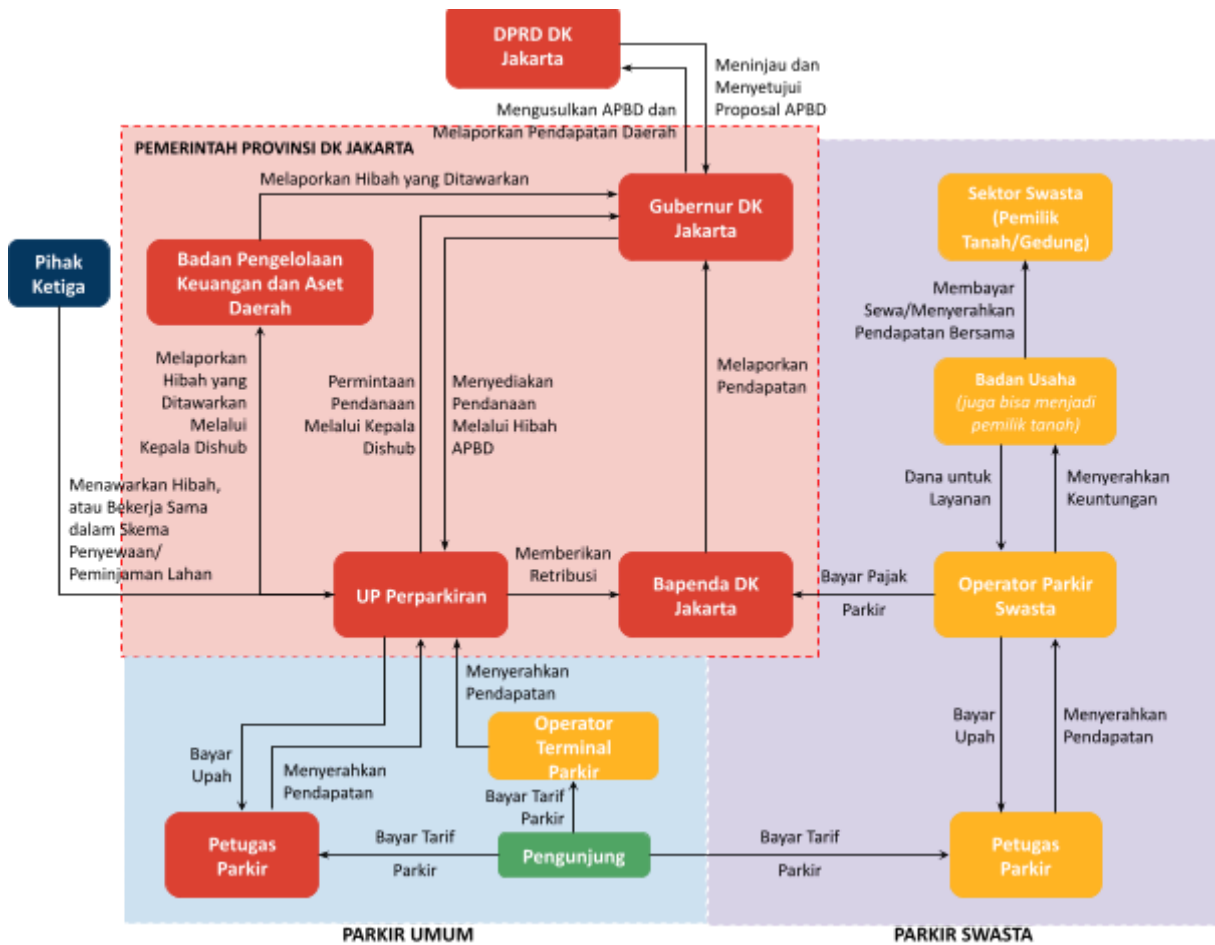 DPRD DK
Jakarta
Meninjau dan
Menyetujui
Proposal APBD
Mengusulkan APBD dan
Melaporkan Pendapatan Daerah
PEMERINTAH PROVINSI DK JAKARTA
Melaporkan Hibah yang Ditawarkan
Gubernur DK
Jakarta
Sektor Swasta
(Pemilik
Tanah/Gedung)
Pihak
Ketiga
Badan Pengelolaan
Keuangan dan Aset
Daerah
Membayar
Sewa/Menyerahkan
Pendapatan Bersama
Melaporkan
Hibah yang
Ditawarkan
Melalui
Kepala Dishub
Permintaan
Pendanaan
Melalui Kepala
Dishub
Menyediakan
Pendanaan
Melalui Hibah
APBD
Melaporkan
Pendapatan
Badan Usaha
(juga bisa menjadi
pemilik tanah)
Dana untuk
Layanan
Menyerahkan
Keuntungan
Menawarkan Hibah,
atau Bekerja Sama
dalam Skema
Penyewaan/
Peminjaman Lahan
UP Perparkiran
Memberikan
Retribusi
Bapenda DK
Jakarta
Bayar Pajak
Parkir
Operator Parkir
Swasta
Menyerahkan
Pendapatan
Operator
Terminal
Parkir
Bayar
Upah
Menyerahkan
Pendapatan
Bayar Tarif
Parkir
Bayar
Upah
Menyerahkan
Pendapatan
Petugas
Parkir
Bayar Tarif
Parkir
Pengunjung
Bayar Tarif
Parkir
Petugas
Parkir
PARKIR UMUM
PARKIR SWASTA